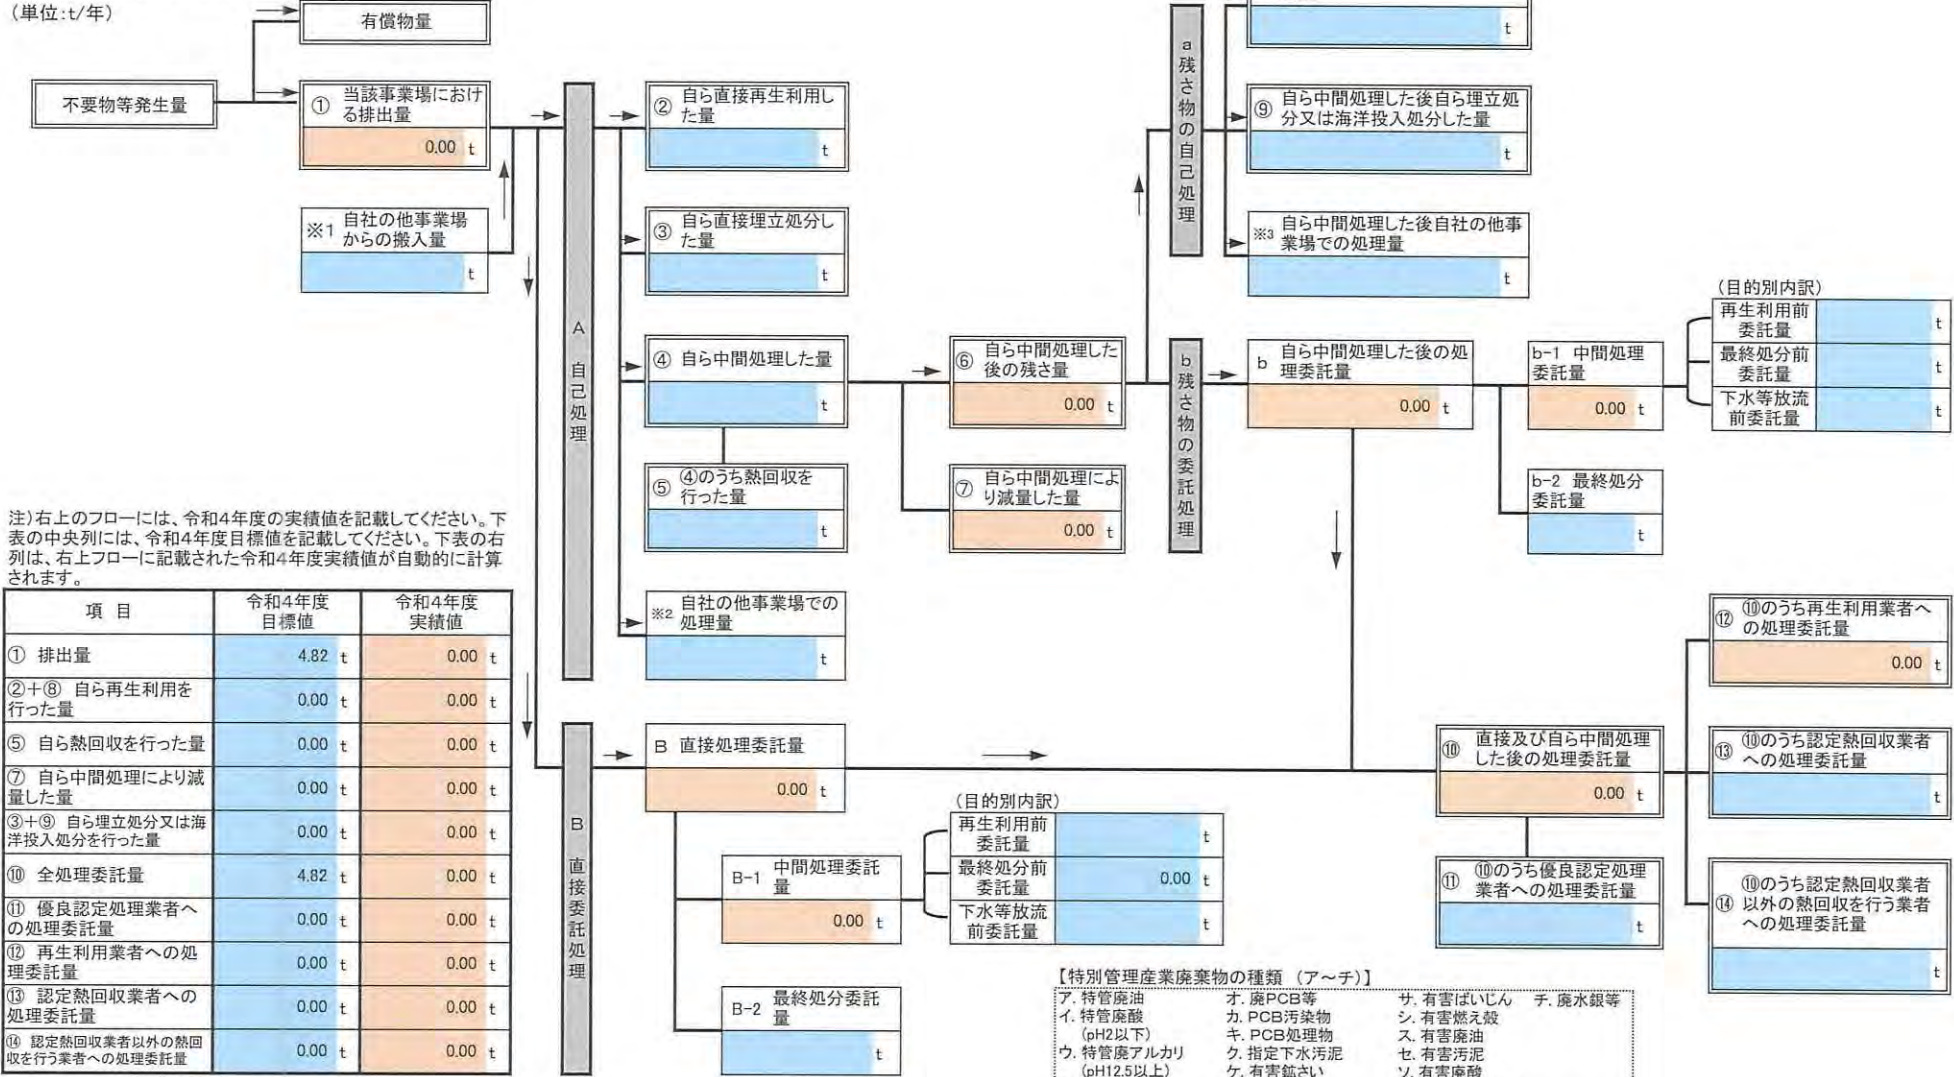 (単位:t/年)
有償物量
不要物等発生量
① 当該事業場におけ
る排出量
0.00 t
※1 自社の他事業場
からの搬入量
t
A 自己処理
② 自ら直接再生利用し
た量
t
③ 自ら直接埋立処分し
た量
t
④ 自ら中間処理した量
t
⑤ ④のうち熱回収を
行った量
t
※2 自社の他事業場での
処理量
t
⑥ 自ら中間処理した
後の残さ量
0.00 t
⑦ 自ら中間処理によ
り減量した量
0.00 t
a 残さ物の自己処理
t
⑨ 自ら中間処理した後自ら埋立処
分又は海洋投入処分した量
t
※3 自ら中間処理した後自社の他事
業場での処理量
t
b 残さ物の委託処理
b 自ら中間処理した後の処
理委託量
0.00 t
b-1 中間処理
委託量
0.00 t
b-2 最終処分
委託量
t
(目的別内訳)
再生利用前
委託量
t
最終処分前
委託量
t
下水等放流
前委託量
t
注)右上のフローには、令和4年度の実績値を記載してください。下
表の中央列には、令和4年度目標値を記載してください。下表の右
列は、右上フローに記載された令和4年度実績値が自動的に計算
されます。
項 目 令和4年度 目標値 令和4年度 実績値
① 排出量 4.82 t 0.00 t
②+⑧ 自ら再生利用を
行った量 0.00 t 0.00 t
⑤ 自ら熱回収を行った量 0.00 t 0.00 t
⑦ 自ら中間処理により減
量した量 0.00 t 0.00 t
③+⑨ 自ら埋立処分又は海
洋投入処分を行った量 0.00 t 0.00 t
⑩ 全処理委託量 4.82 t 0.00 t
⑪ 優良認定処理業者へ
の処理委託量 0.00 t 0.00 t
⑫ 再生利用業者への処
理委託量 0.00 t 0.00 t
⑬ 認定熱回収業者への
処理委託量 0.00 t 0.00 t
⑭ 認定熱回収業者以外の熱回
収を行う業者への処理委託量 0.00 t 0.00 t
B 直接委託処理
B 直接処理委託量
0.00 t
B-1 中間処理委託
量
0.00 t
B-2 最終処分委託
量
t
(目的別内訳)
再生利用前
委託量
t
最終処分前
委託量
0.00 t
下水等放流
前委託量
t
⑩ 直接及び自ら中間処理
した後の処理委託量
0.00 t
⑪ ⑩のうち優良認定処理
業者への処理委託量
t
⑫ ⑩のうち再生利用業者へ
の処理委託量
0.00 t
⑬ ⑩のうち認定熱回収業者
への処理委託量
t
⑭ ⑩のうち認定熱回収業者
以外の熱回収を行う業者
への処理委託量
t
【特別管理産業廃棄物の種類 (ア~チ)】
ア. 特管廃油 オ. 廃PCB等 サ. 有害ばいじん チ. 廃水銀等
イ. 特管廃酸 カ. PCB汚染物 シ. 有害燃え殻
(pH2以下) キ. PCB処理物 ス. 有害廃油
ウ. 特管廃アルカリ ク. 指定下水汚泥 セ. 有害汚泥
(pH12.5以上) ケ. 有害鉱さい ソ. 有害廃酸